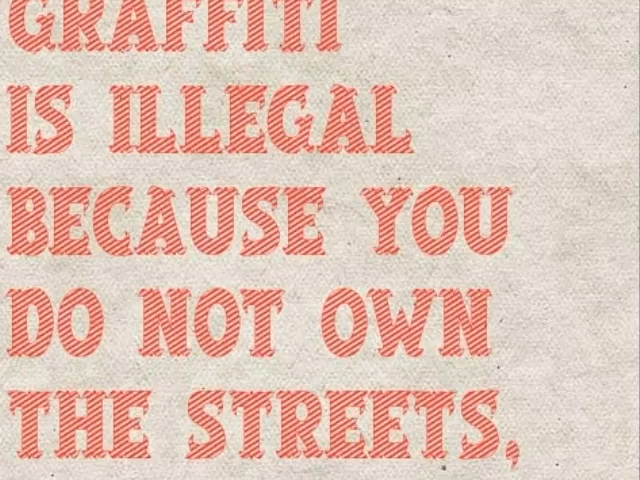 GRAFFITI
IS ILLEGAL
BECAUSE YOU
DO NOT OWN
THE STREETS,